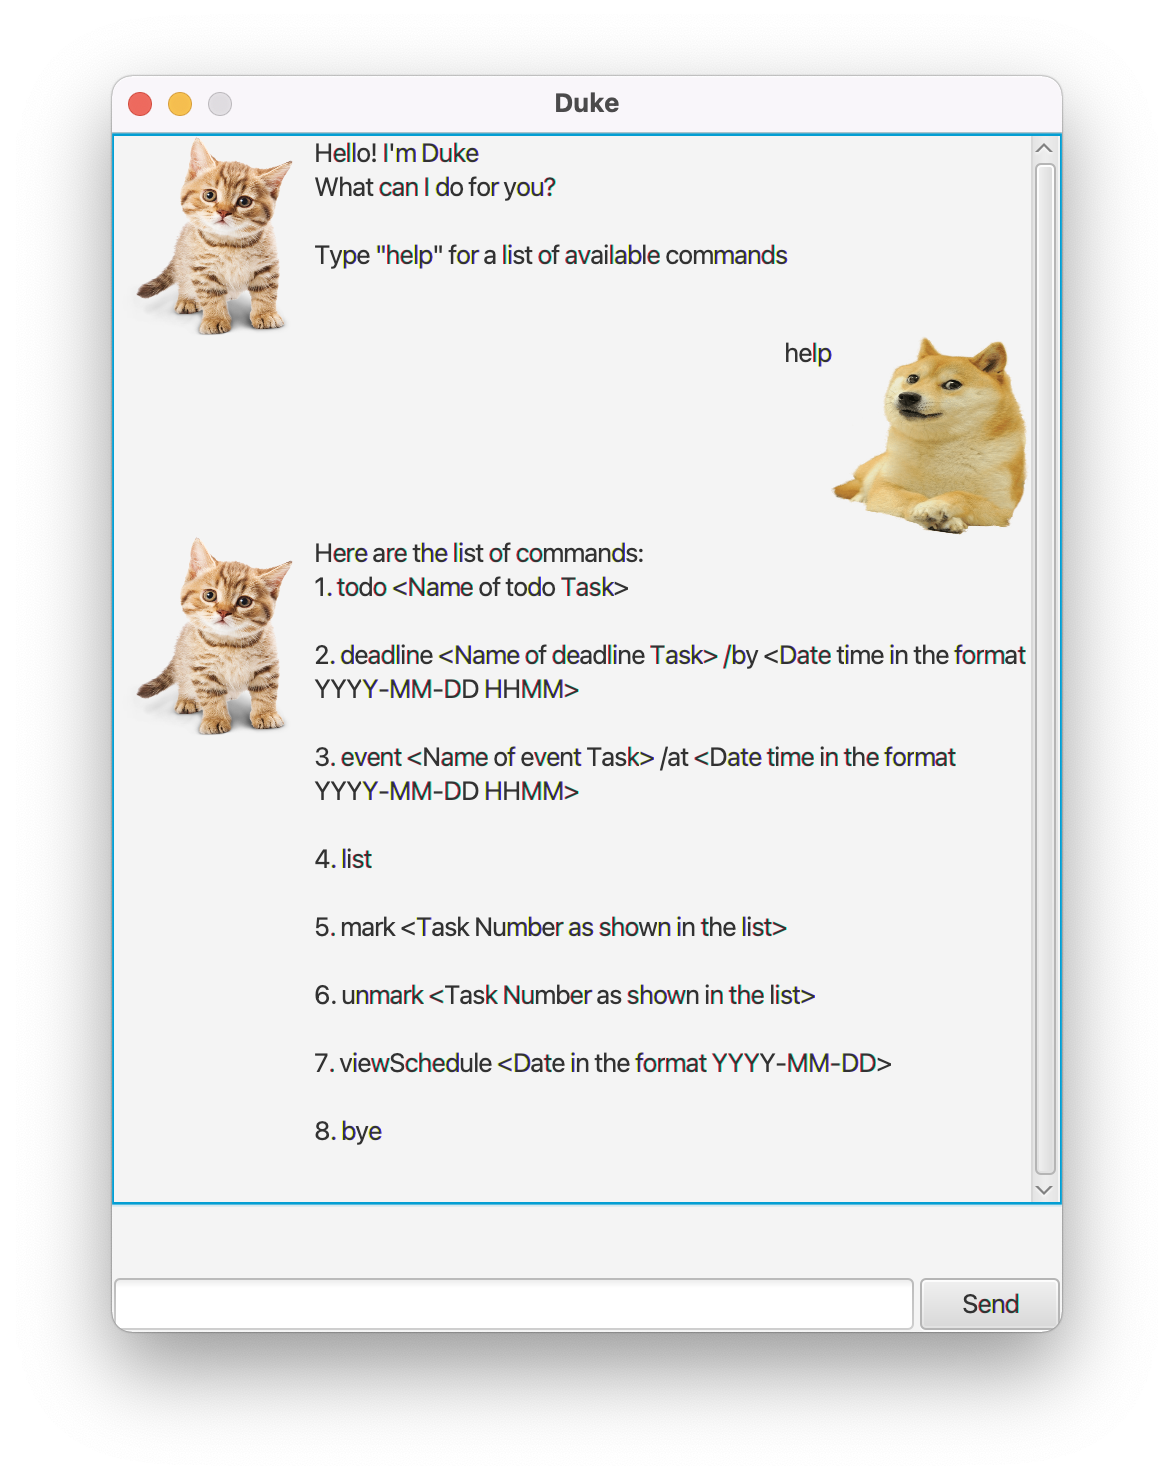 Duke
Hello! I'm Duke
What can I do for you?
Type "help" for a list of available commands
help
Here are the list of commands:
1. todo <Name of todo Task>
2. deadline <Name of deadline Task> /by <Date time in the format
YYYY-MM-DD HHMM>
3. event <Name of event Task> /at <Date time in the format
YYYY-MM-DD HHMM>
4. list
5. mark <Task Number as shown in the list>
6. unmark <Task Number as shown in the list>
7. viewSchedule <Date in the format YYYY-MM-DD>
8. bye
Send